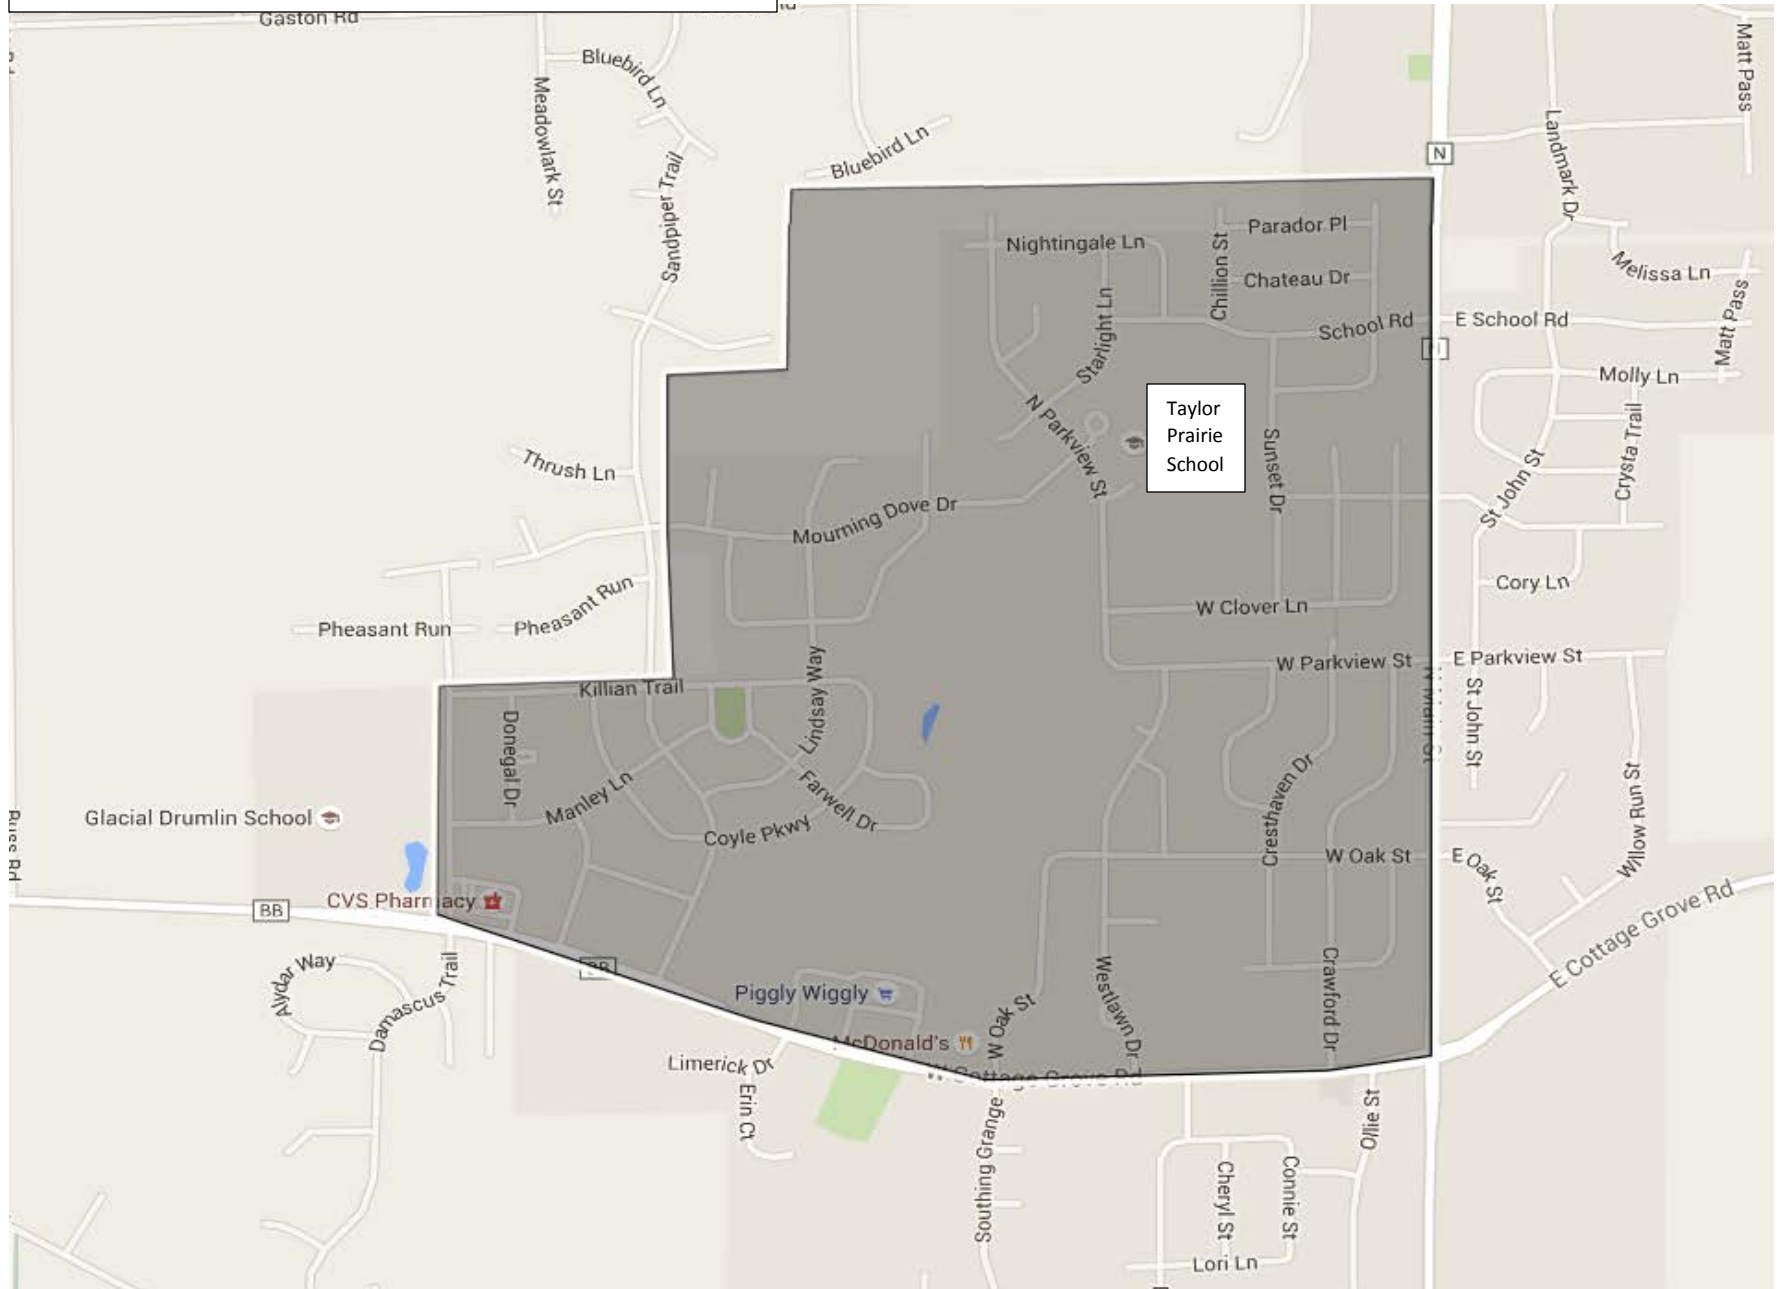 Gaston Rd
Bluebird Ln
Meadowlark St
Sandpiper Trail
Bluebird Ln
N
Landmark Dr
Matt Pass
Nightingale Ln
Chillion St
Parador Pl
Chateau Dr
Melissa Ln
Matt Pass
Starlight Ln
School Rd
E School Rd
Molly Ln
Taylor
Prairie
School
N Parkview St
Sunset Dr
St John St
Crysta Trail
Thrush Ln
Mourning Dove Dr
Pheasant Run
Pheasant Run
W Clover Ln
Cory Ln
W Parkview St
E Parkview St
N Main St
St John St
Killian Trail
Lindsay Way
Donegal Dr
Manley Ln
Farwell Dr
Coyle Pkwy
Cresthaven Dr
Willow Run St
Glacial Drumlin School
Buss Rd
W Oak St
E Oak St
CVS Pharmacy
BB
BB
E Cottage Grove Rd
Alydar Way
Damascus Trail
Piggly Wiggly
McDonald's
W Oak St
Westlawn Dr
Crawford Dr
W Cottage Grove Rd
Limerick Dr
Erin Ct
Southing Grange
Ollie St
Cheryl St
Connie St
Lori Ln